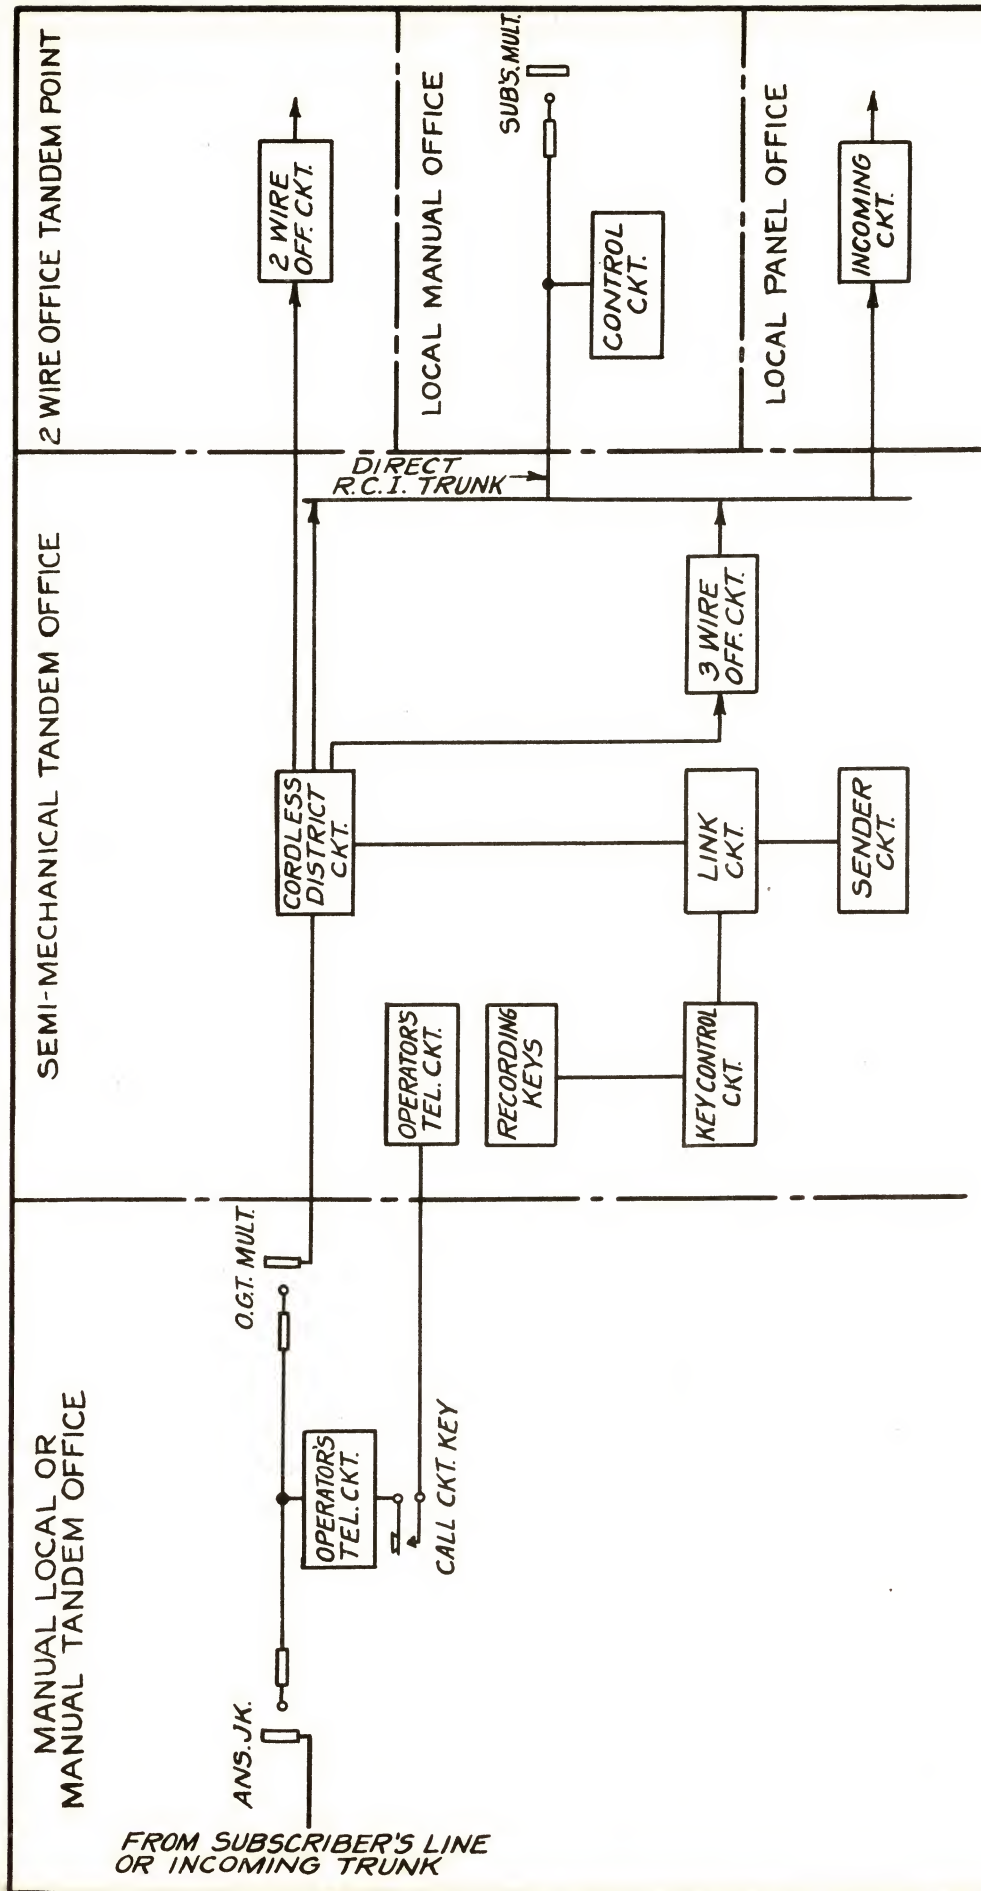 MANUAL LOCAL OR
MANUAL TANDEM OFFICE
ANS. JK.
FROM SUBSCRIBER'S LINE
OR INCOMING TRUNK
OPERATOR'S
TEL. CKT.
O.G.T. MULT.
CALL CKT. KEY
SEMI-MECHANICAL TANDEM OFFICE
CORDLESS
DISTRICT
CKT.
OPERATOR'S
TEL. CKT.
RECORDING
KEYS
KEY CONTROL
CKT.
LINK
CKT.
SENDER
CKT.
3 WIRE
OFF. CKT.
DIRECT
R.C.I. TRUNK
2 WIRE OFFICE TANDEM POINT
2 WIRE
OFF. CKT.
LOCAL MANUAL OFFICE
SUB'S. MULT.
CONTROL
CKT.
LOCAL PANEL OFFICE
INCOMING
CKT.